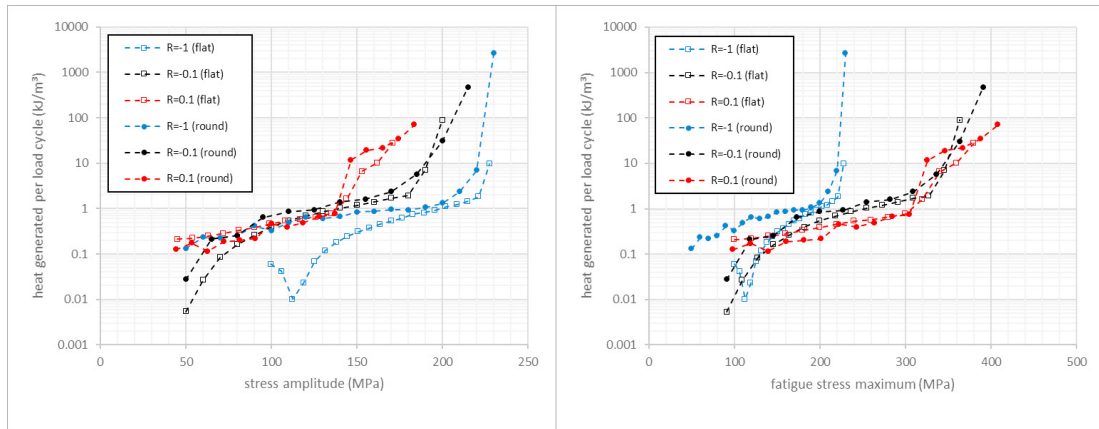 10000
1000
100
10
1
0.1
0.01
0.001
heat generated per load cycle (kJ/m³)
R=-1 (flat)
R=-0.1 (flat)
R=0.1 (flat)
R=-1 (round)
R=-0.1 (round)
R=0.1 (round)
0 50 100 150 200 250
stress amplitude (MPa)
10000
1000
100
10
1
0.1
0.01
0.001
heat generated per load cycle (kJ/m³)
R=-1 (flat)
R=-0.1 (flat)
R=0.1 (flat)
R=-1 (round)
R=-0.1 (round)
R=0.1 (round)
0 100 200 300 400 500
fatigue stress maximum (MPa)